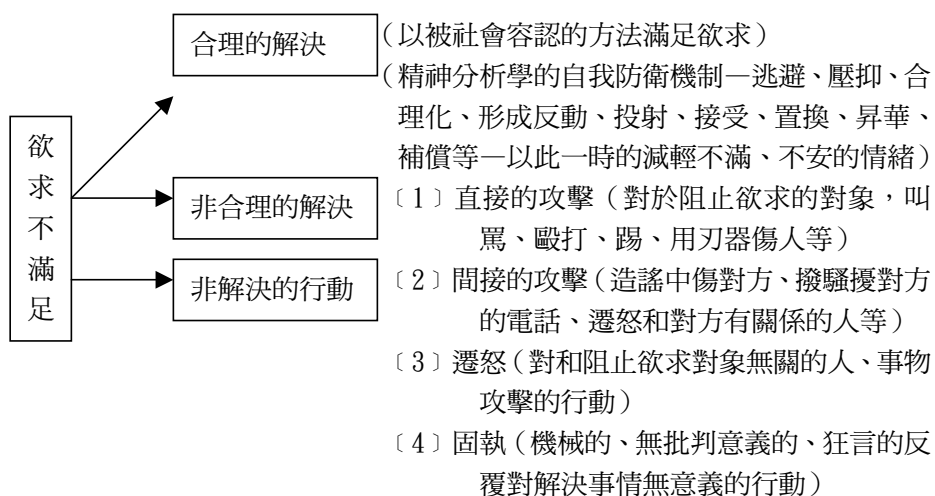 合理的解決
(以被社會容認的方法滿足欲求)
(精神分析學的自我防衛機制—逃避、壓抑、合
理化、形成反動、投射、接受、置換、昇華、
補償等—以此一時的減輕不滿、不安的情緒)
欲求不滿足
非合理的解決
〔1〕直接的攻擊(對於阻止欲求的對象,叫
罵、毆打、踢、用刃器傷人等)
非解決的行動
〔2〕間接的攻擊(造謠中傷對方、撥騷擾對方
的電話、遷怒和對方有關係的人等)
〔3〕遷怒(對和阻止欲求對象無關的人、事物
攻擊的行動)
〔4〕固執(機械的、無批判意義的、狂言的反
覆對解決事情無意義的行動)